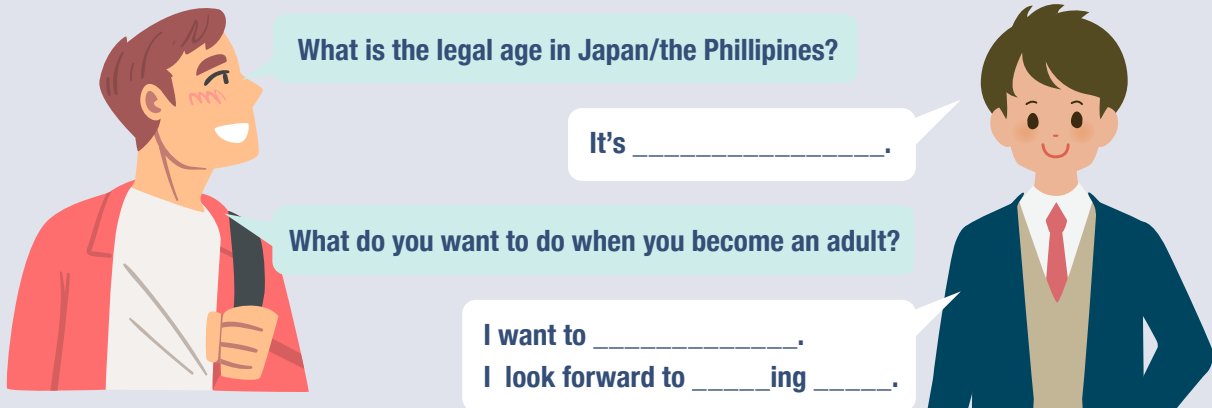 What is the legal age in Japan/the Phillipines?
It's ________________.
What do you want to do when you become an adult?
I want to _____________.
I look forward to _____ing _____.